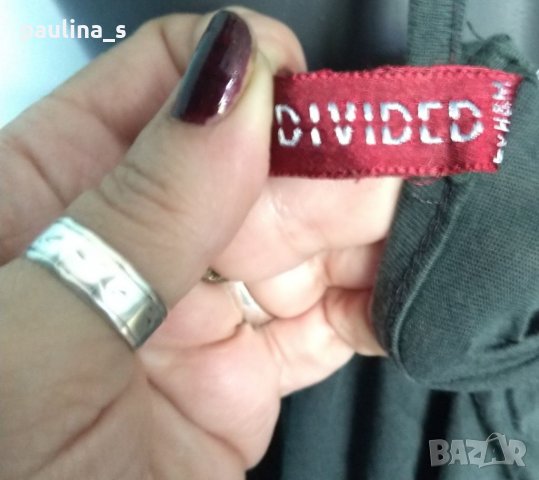 paulina_s
DIVIDED
H&M
BAZAR